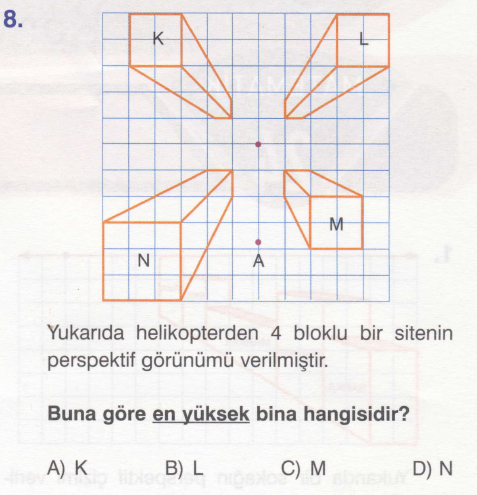 8.
K L
M
N A
Yukarıda helikopterden 4 bloklu bir sitenin
perspektif görünümü verilmiştir.
Buna göre en yüksek bina hangisidir?
A) K B) L C) M D) N